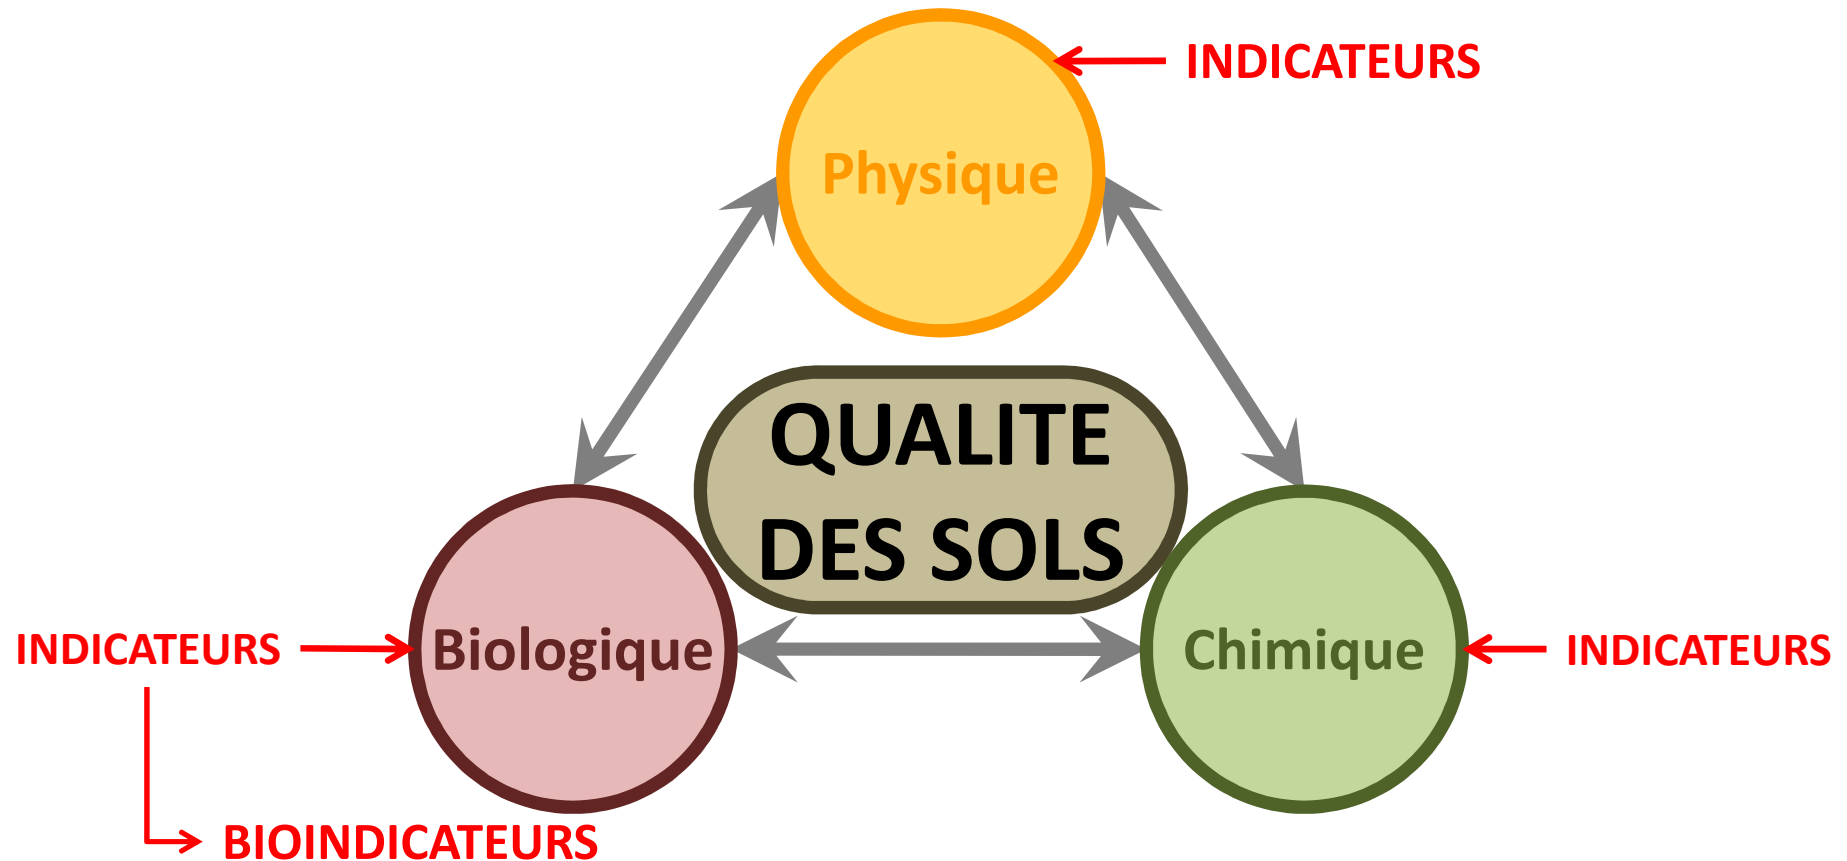 INDICATEURS
Physique
QUALITE
DES SOLS
INDICATEURS
Biologique
Chimique
INDICATEURS
BIOINDICATEURS